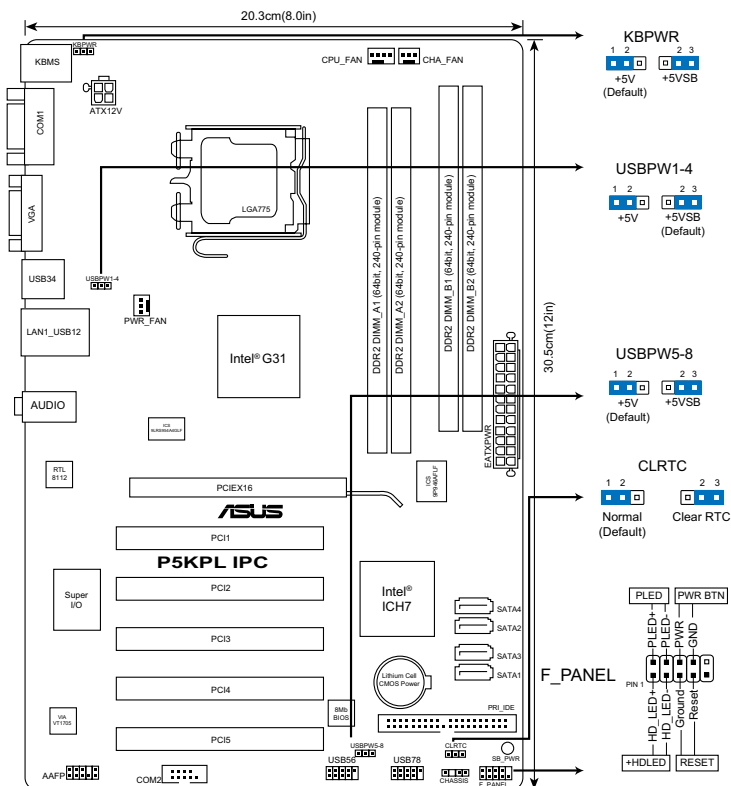 20.3cm(8.0in)
KBPWR
KBMS
CPU_FAN
CHA_FAN
ATX12V
COM1
VGA
LGA775
USB34
USBPW1-4
PWR_FAN
LAN1_USB12
Intel® G31
DDR2 DIMM_A1 (64bit, 240-pin module)
DDR2 DIMM_A2 (64bit, 240-pin module)
DDR2 DIMM_B1 (64bit, 240-pin module)
DDR2 DIMM_B2 (64bit, 240-pin module)
30.5cm(12in)
AUDIO
ICS
EATXPWR
RTL
8112
ICS
9P946AFLF
PCIEX16
ASUS
PCI1
P5KPL IPC
PCI2
Super
I/O
Intel®
ICH7
SATA4
SATA2
PCI3
SATA3
SATA1
Lithium Cell
CMOS Power
PCI4
VIA
VT1705
8Mb
BIOS
PRI_IDE
PCI5
USBPW5-8
CLRTC
SB_PWR
AAFP
COM2
USB56
USB78
CHASSIS
F_PANEL
KBPWR
1 2
2 3
+5V
(Default)
+5VSB
USBPW1-4
1 2
2 3
+5V
+5VSB
(Default)
USBPW5-8
1 2
2 3
+5V
(Default)
+5VSB
CLRTC
1 2
2 3
Normal
(Default)
Clear RTC
F_PANEL
PLED
PWR BTN
PLED+
PLED-
PWR
GND
PIN 1
HD_LED+
HD_LED-
Ground
Reset
+HDLED
RESET